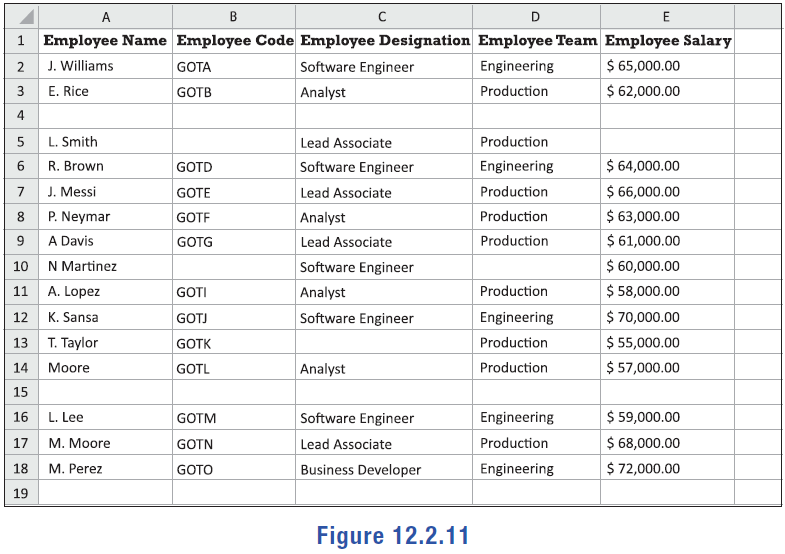 A B C D E
1 Employee Name Employee Code Employee Designation Employee Team Employee Salary
2 J. Williams GOTA Software Engineer Engineering $ 65,000.00
3 E. Rice GOTB Analyst Production $ 62,000.00
4
5 L. Smith Lead Associate Production
6 R. Brown GOTD Software Engineer Engineering $ 64,000.00
7 J. Messi GOTE Lead Associate Production $ 66,000.00
8 P. Neymar GOTF Analyst Production $ 63,000.00
9 A Davis GOTG Lead Associate Production $ 61,000.00
10 N Martinez Software Engineer $ 60,000.00
11 A. Lopez GOTI Analyst Production $ 58,000.00
12 K. Sansa GOTJ Software Engineer Engineering $ 70,000.00
13 T. Taylor GOTK Production $ 55,000.00
14 Moore GOTL Analyst Production $ 57,000.00
15
16 L. Lee GOTM Software Engineer Engineering $ 59,000.00
17 M. Moore GOTN Lead Associate Production $ 68,000.00
18 M. Perez GOTO Business Developer Engineering $ 72,000.00
19
Figure 12.2.11